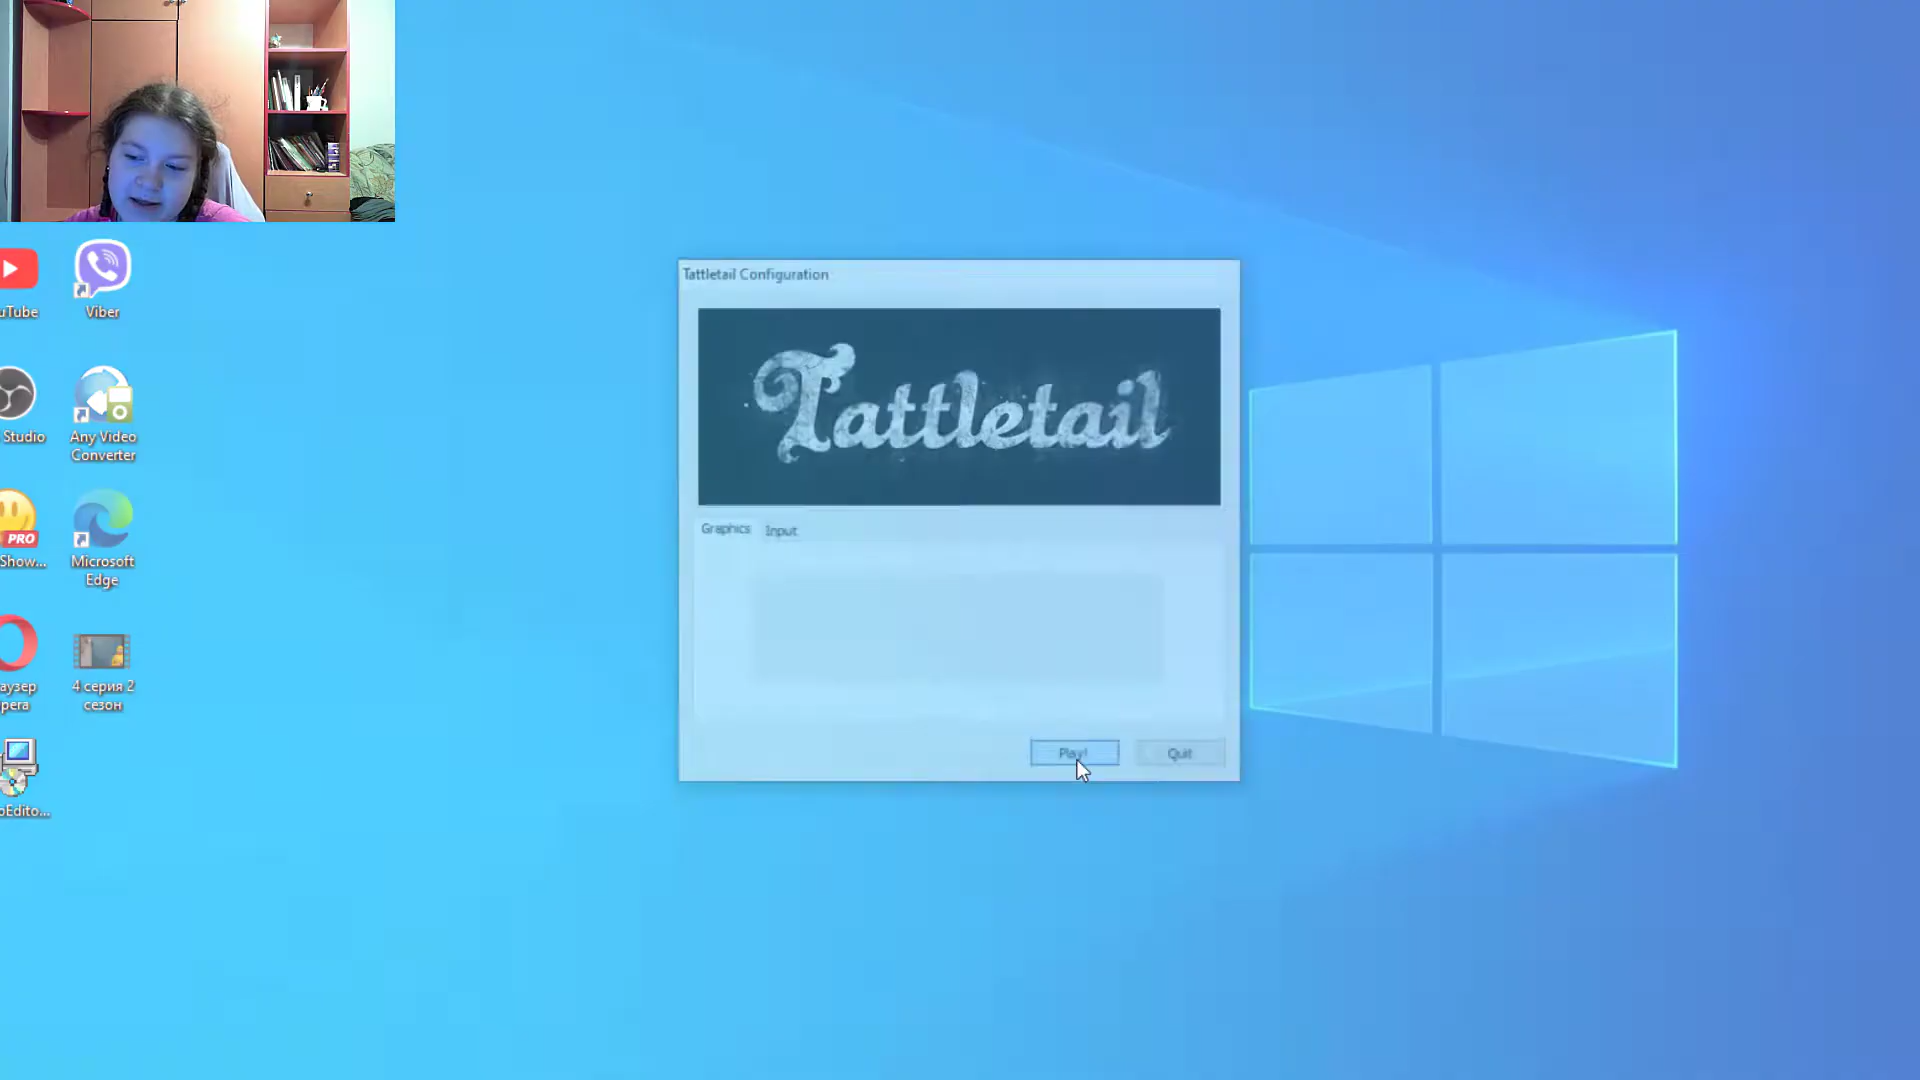 Tattletail Configuration
Tattletail
Graphics
Input
Play!
Quit
uTube
Viber
Studio
Any Video
Converter
PRO
Show...
Microsoft
Edge
аузер
pera
4 серия 2
сезон
oEdito...